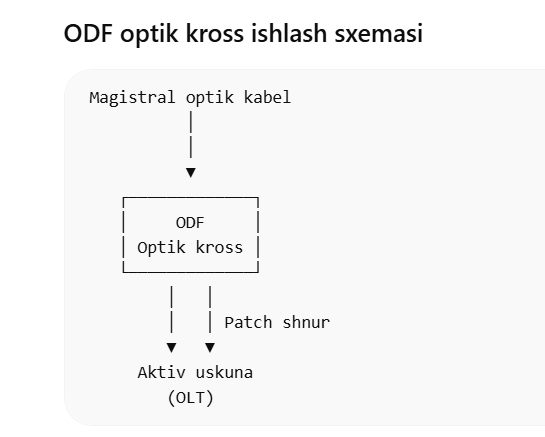 ODF optik kross ishlash sxemasi
Magistral optik kabel
ODF
Optik kross
Patch shnur
Aktiv uskuna
(OLT)